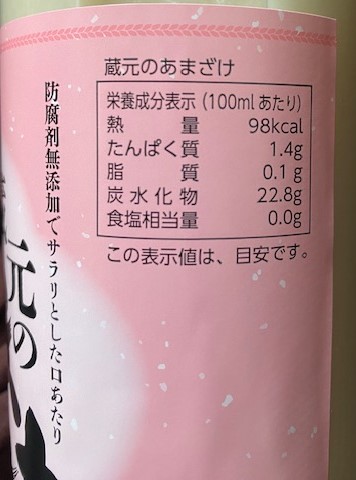 蔵元のあまざけ
栄養成分表示(100mlあたり)
熱量 98kcal
たんぱく質 1.4g
脂質 0.1g
炭水化物 22.8g
食塩相当量 0.0g
この表示値は、目安です。
防腐剤無添加でサラリとした口あたり
元の